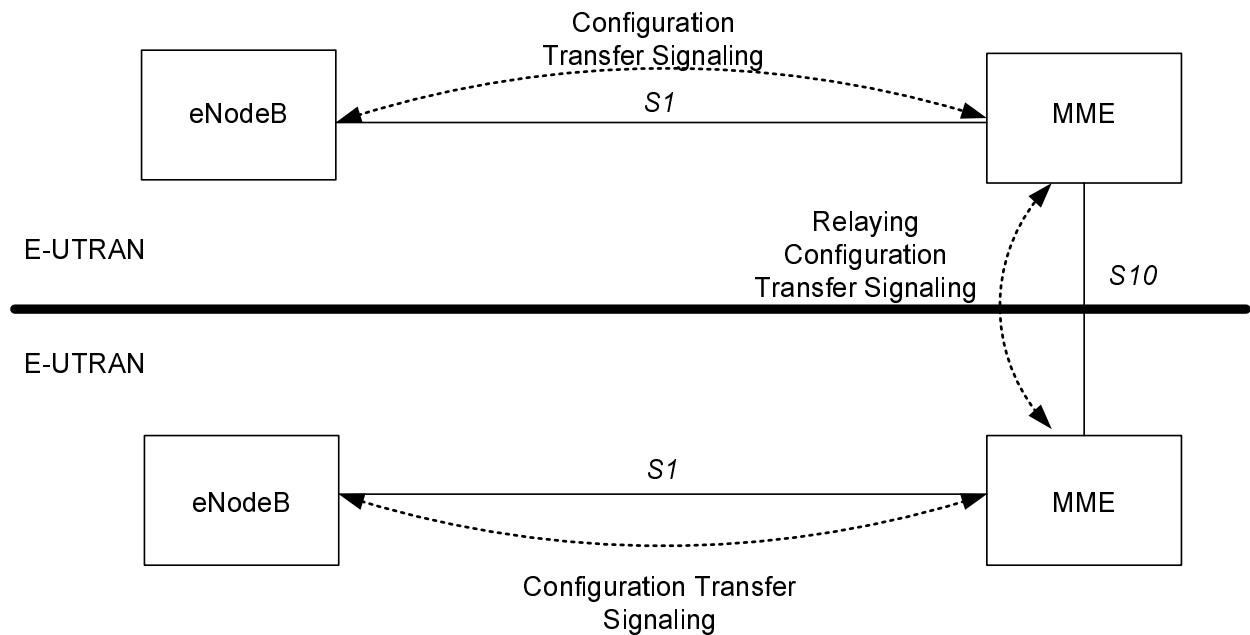 Configuration
Transfer Signaling
eNodeB
S1
MME
Relaying
Configuration
Transfer Signaling
E-UTRAN
S10
E-UTRAN
eNodeB
S1
MME
Configuration Transfer
Signaling